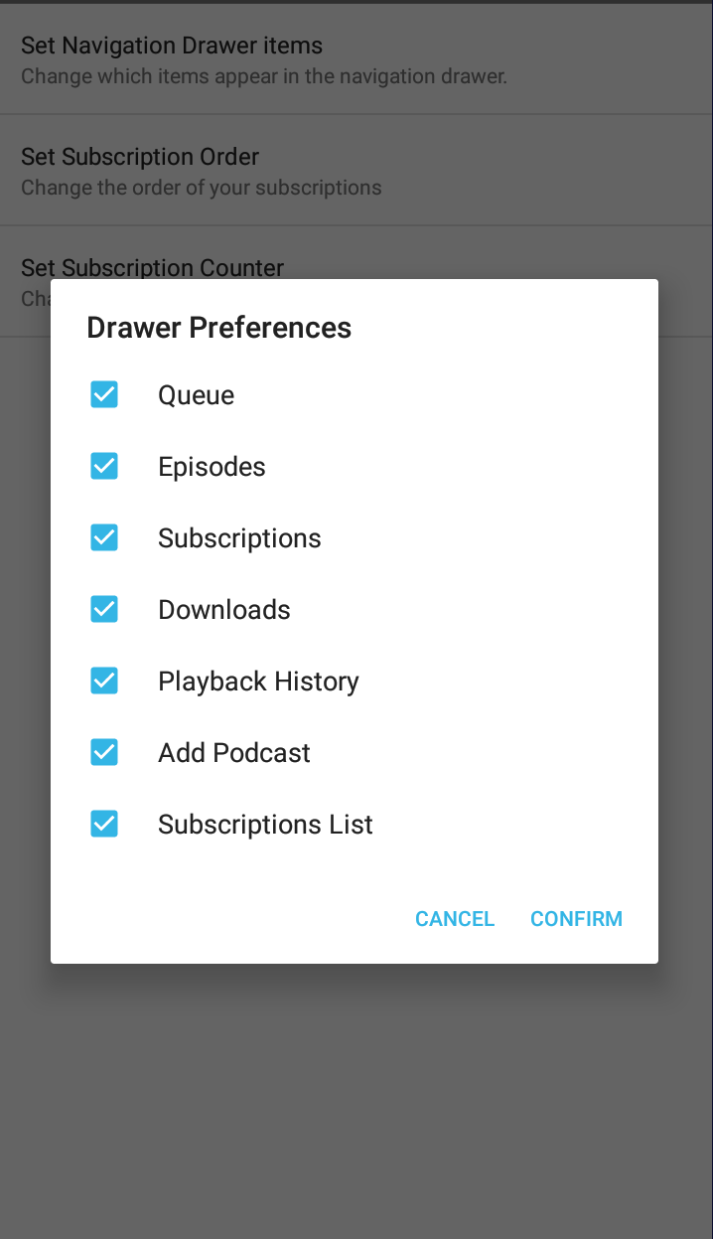 Set Navigation Drawer items
Change which items appear in the navigation drawer.
Set Subscription Order
Change the order of your subscriptions
Set Subscription Counter
Drawer Preferences
Queue
Episodes
Subscriptions
Downloads
Playback History
Add Podcast
Subscriptions List
CANCEL CONFIRM